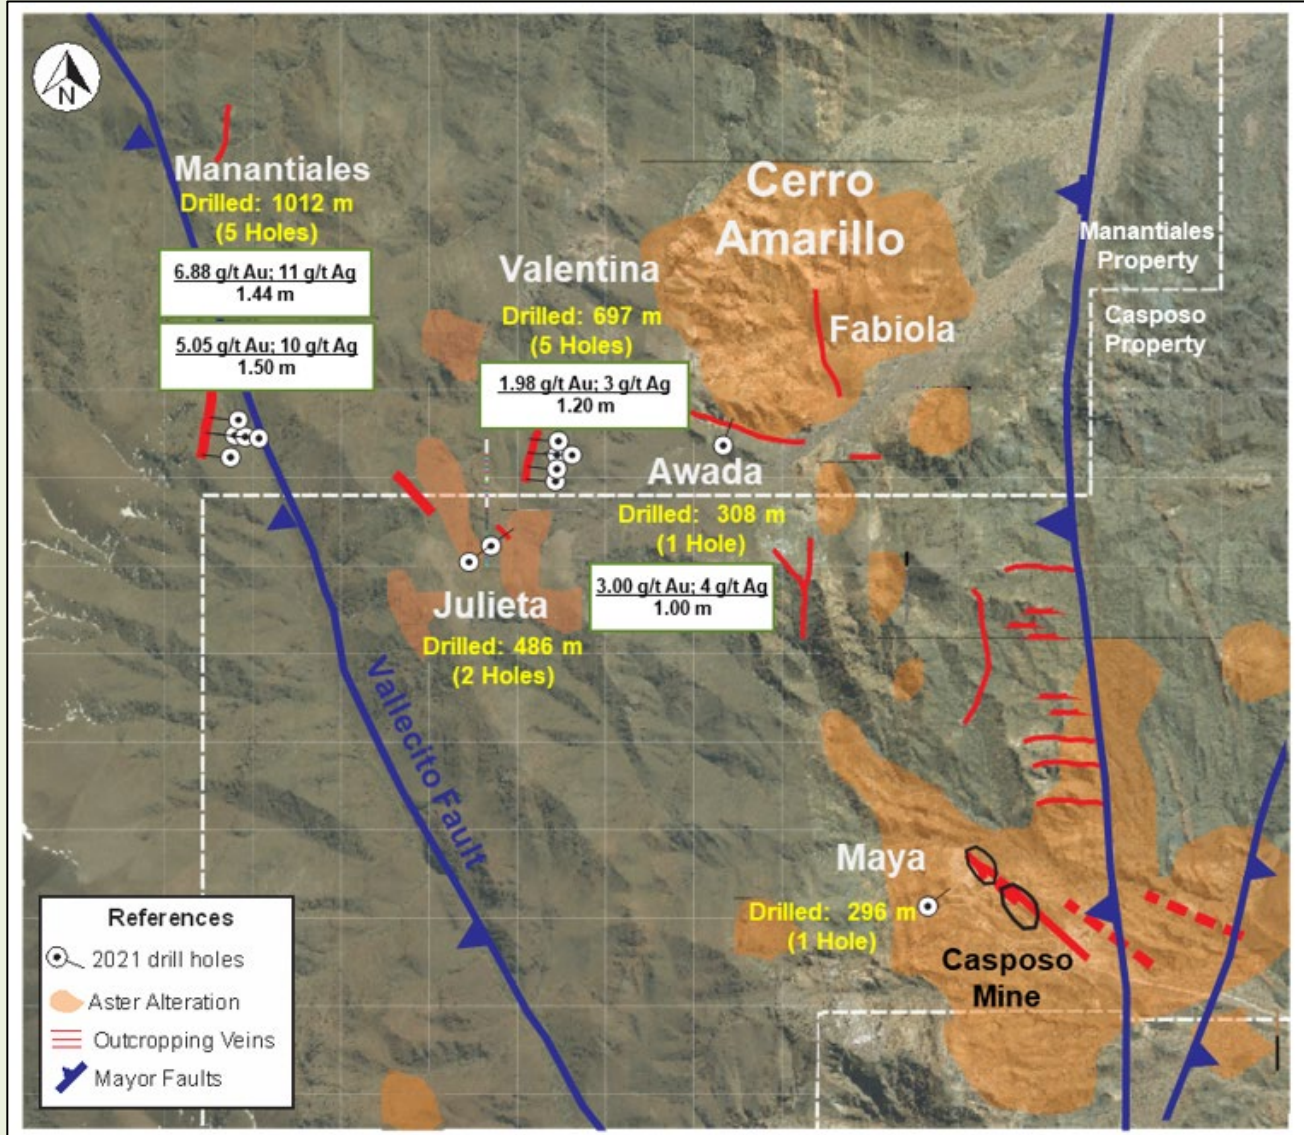 N
Manantiales
Drilled: 1012 m
(5 Holes)
6.88 g/t Au; 11 g/t Ag
1.44 m
5.05 g/t Au; 10 g/t Ag
1.50 m
Valentina
Drilled: 697 m
(5 Holes)
1.98 g/t Au; 3 g/t Ag
1.20 m
Cerro
Amarillo
Fabiola
Manantiales
Property
Casposo
Property
Awada
Drilled: 308 m
(1 Hole)
3.00 g/t Au; 4 g/t Ag
1.00 m
Julieta
Drilled: 486 m
(2 Holes)
Vallecito Fault
Maya
Drilled: 296 m
(1 Hole)
Casposo
Mine
References
2021 drill holes
Aster Alteration
Outcropping Veins
Mayor Faults